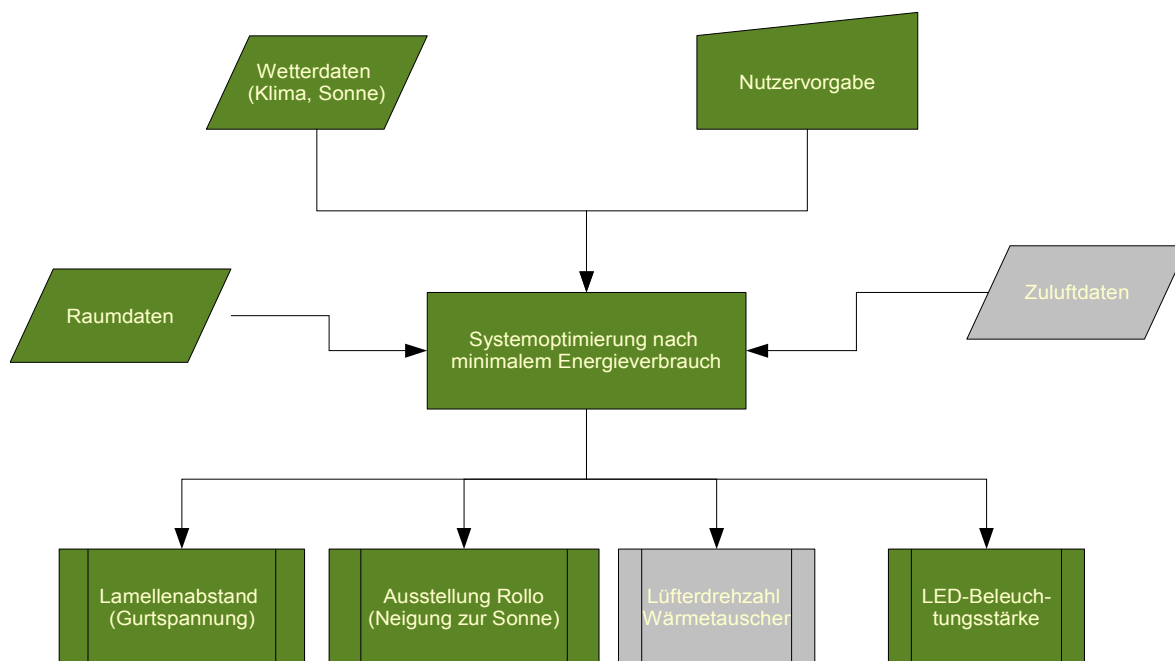 Wetterdaten
(Klima, Sonne)
Nutzervorgabe
Raumdaten
Zuluftdaten
Systemoptimierung nach
minimalem Energieverbrauch
Lamellenabstand
(Gurtspannung)
Ausstellung Rollo
(Neigung zur Sonne)
Lüfterdrehzahl
Wärmetauscher
LED-Beleuch-
tungsstärke